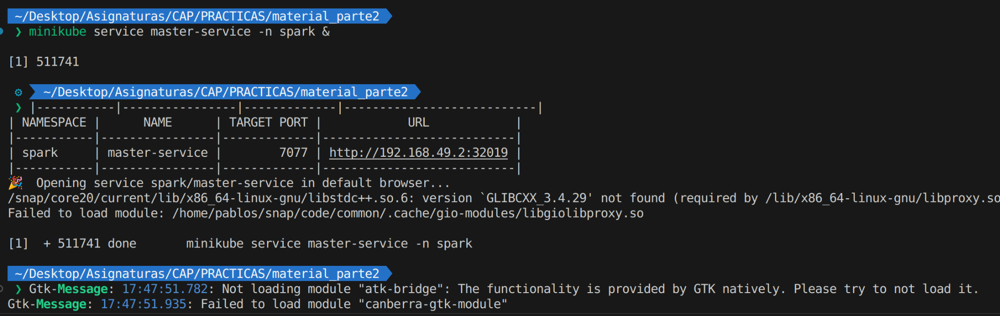 ~/Desktop/Asignaturas/CAP/PRACTICAS/material_parte2
❯ minikube service master-service -n spark &
[1] 511741
⚙ ~/Desktop/Asignaturas/CAP/PRACTICAS/material_parte2
❯ |-----------|----------------|-------------|---------------------------|
| NAMESPACE |      NAME      | TARGET PORT |            URL            |
|-----------|----------------|-------------|---------------------------|
| spark     | master-service |        7077 | http://192.168.49.2:32019 |
|-----------|----------------|-------------|---------------------------|
🎉  Opening service spark/master-service in default browser...
/snap/core20/current/lib/x86_64-linux-gnu/libstdc++.so.6: version `GLIBCXX_3.4.29' not found (required by /lib/x86_64-linux-gnu/libproxy.so
Failed to load module: /home/pablos/snap/code/common/.cache/gio-modules/libgiolibproxy.so
[1]  + 511741 done       minikube service master-service -n spark
~/Desktop/Asignaturas/CAP/PRACTICAS/material_parte2
❯ Gtk-Message: 17:47:51.782: Not loading module "atk-bridge": The functionality is provided by GTK natively. Please try to not load it.
Gtk-Message: 17:47:51.935: Failed to load module "canberra-gtk-module"